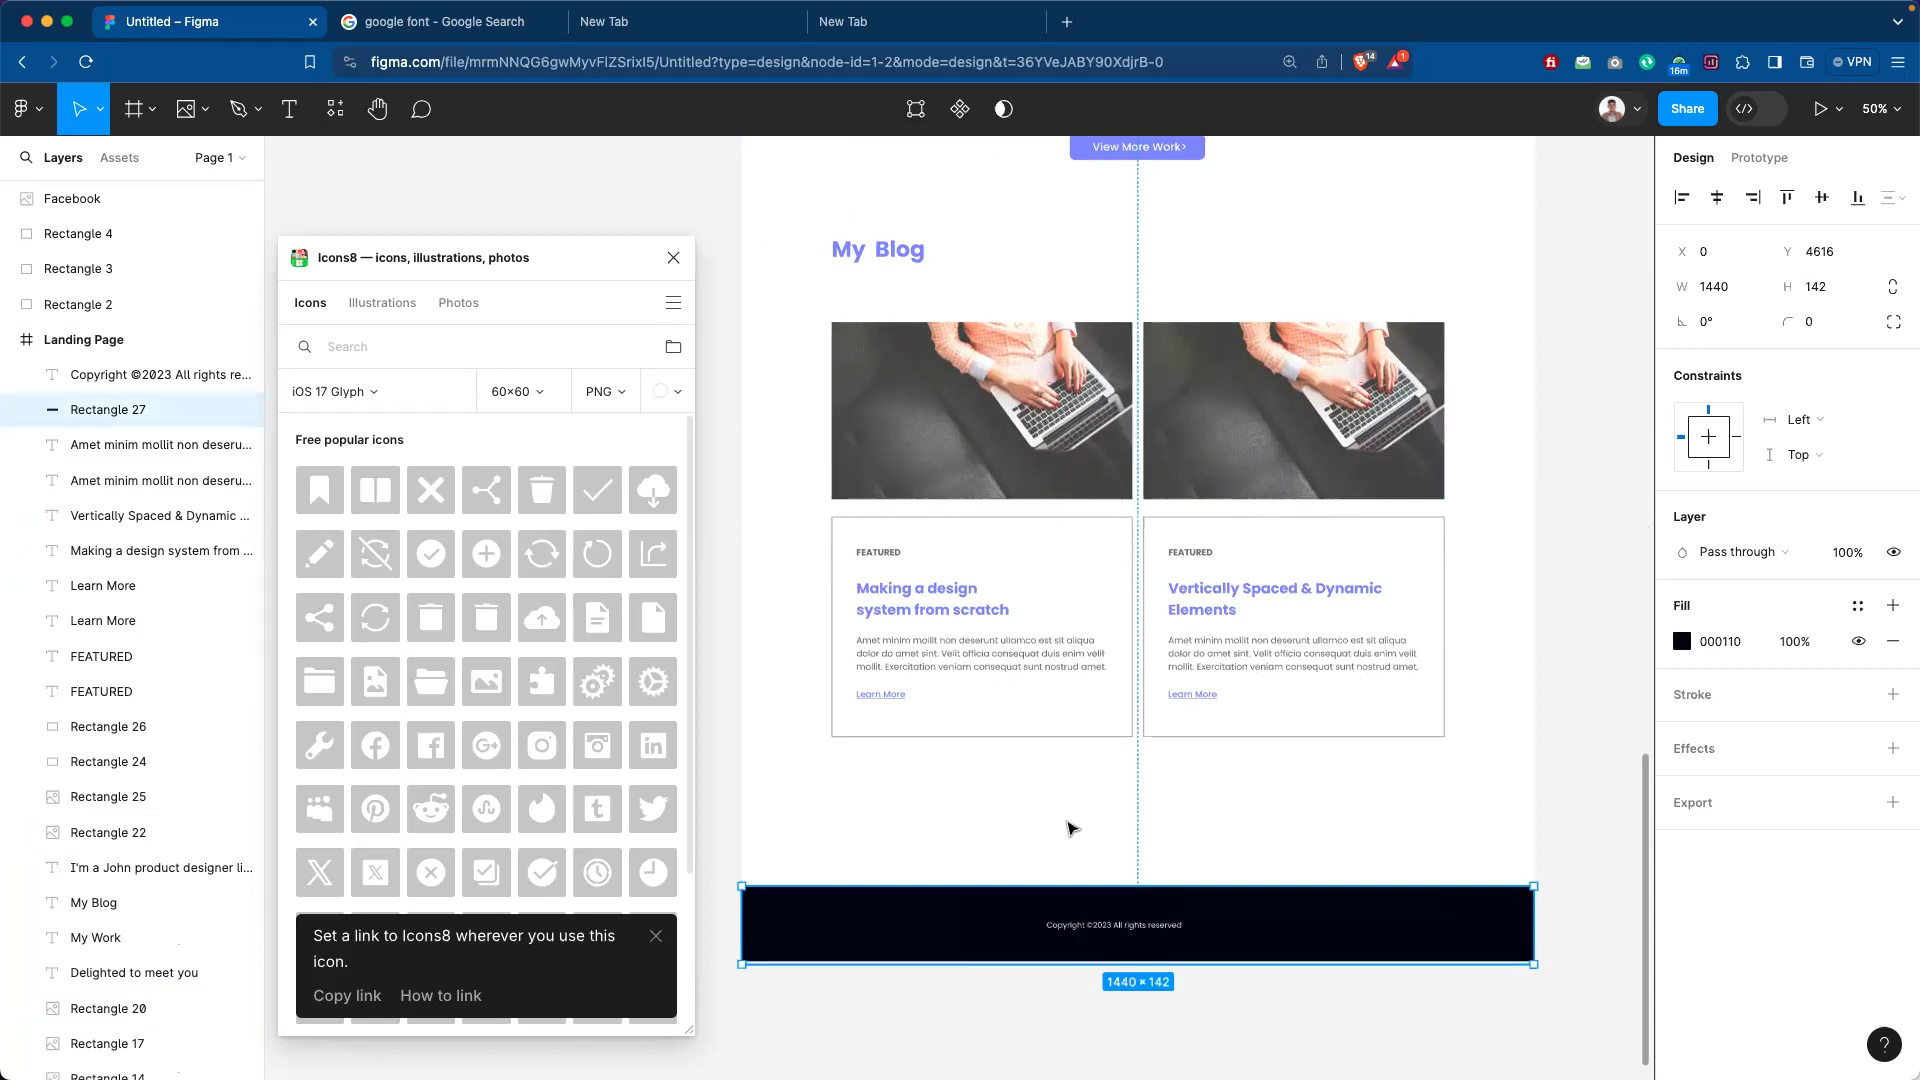 Untitled – Figma
google font - Google Search
New Tab
New Tab
figma.com/file/mrmNNQG6gwMyvFlZSrixI5/Untitled?type=design&node-id=1-2&mode=design&t=36YVeJABY90XdjrB-0
14
1
16m
VPN
Share
50%
Layers
Assets
Page 1
Facebook
Rectangle 4
Rectangle 3
Rectangle 2
Landing Page
Copyright ©2023 All rights re...
Rectangle 27
Amet minim mollit non deseru...
Amet minim mollit non deseru...
Vertically Spaced & Dynamic ...
Making a design system from ...
Learn More
Learn More
FEATURED
FEATURED
Rectangle 26
Rectangle 24
Rectangle 25
Rectangle 22
I'm a John product designer li...
My Blog
My Work
Delighted to meet you
Rectangle 20
Rectangle 17
Rectangle 14
Icons8 — icons, illustrations, photos
Icons
Illustrations
Photos
Search
iOS 17 Glyph
60×60
PNG
Free popular icons
Set a link to Icons8 wherever you use this
icon.
Copy link
How to link
View More Work>
My Blog
FEATURED
Making a design
system from scratch
Amet minim mollit non deserunt ullamco est sit aliqua
dolor do amet sint. Velit officia consequat duis enim velit
mollit. Exercitation veniam consequat sunt nostrud amet.
Learn More
FEATURED
Vertically Spaced & Dynamic
Elements
Amet minim mollit non deserunt ullamco est sit aliqua
dolor do amet sint. Velit officia consequat duis enim velit
mollit. Exercitation veniam consequat sunt nostrud amet.
Learn More
Copyright ©2023 All rights reserved
1440 × 142
Design
Prototype
X 0
Y 4616
W 1440
H 142
0°
0
Constraints
Left
Top
Layer
Pass through
100%
Fill
000110
100%
Stroke
Effects
Export
?